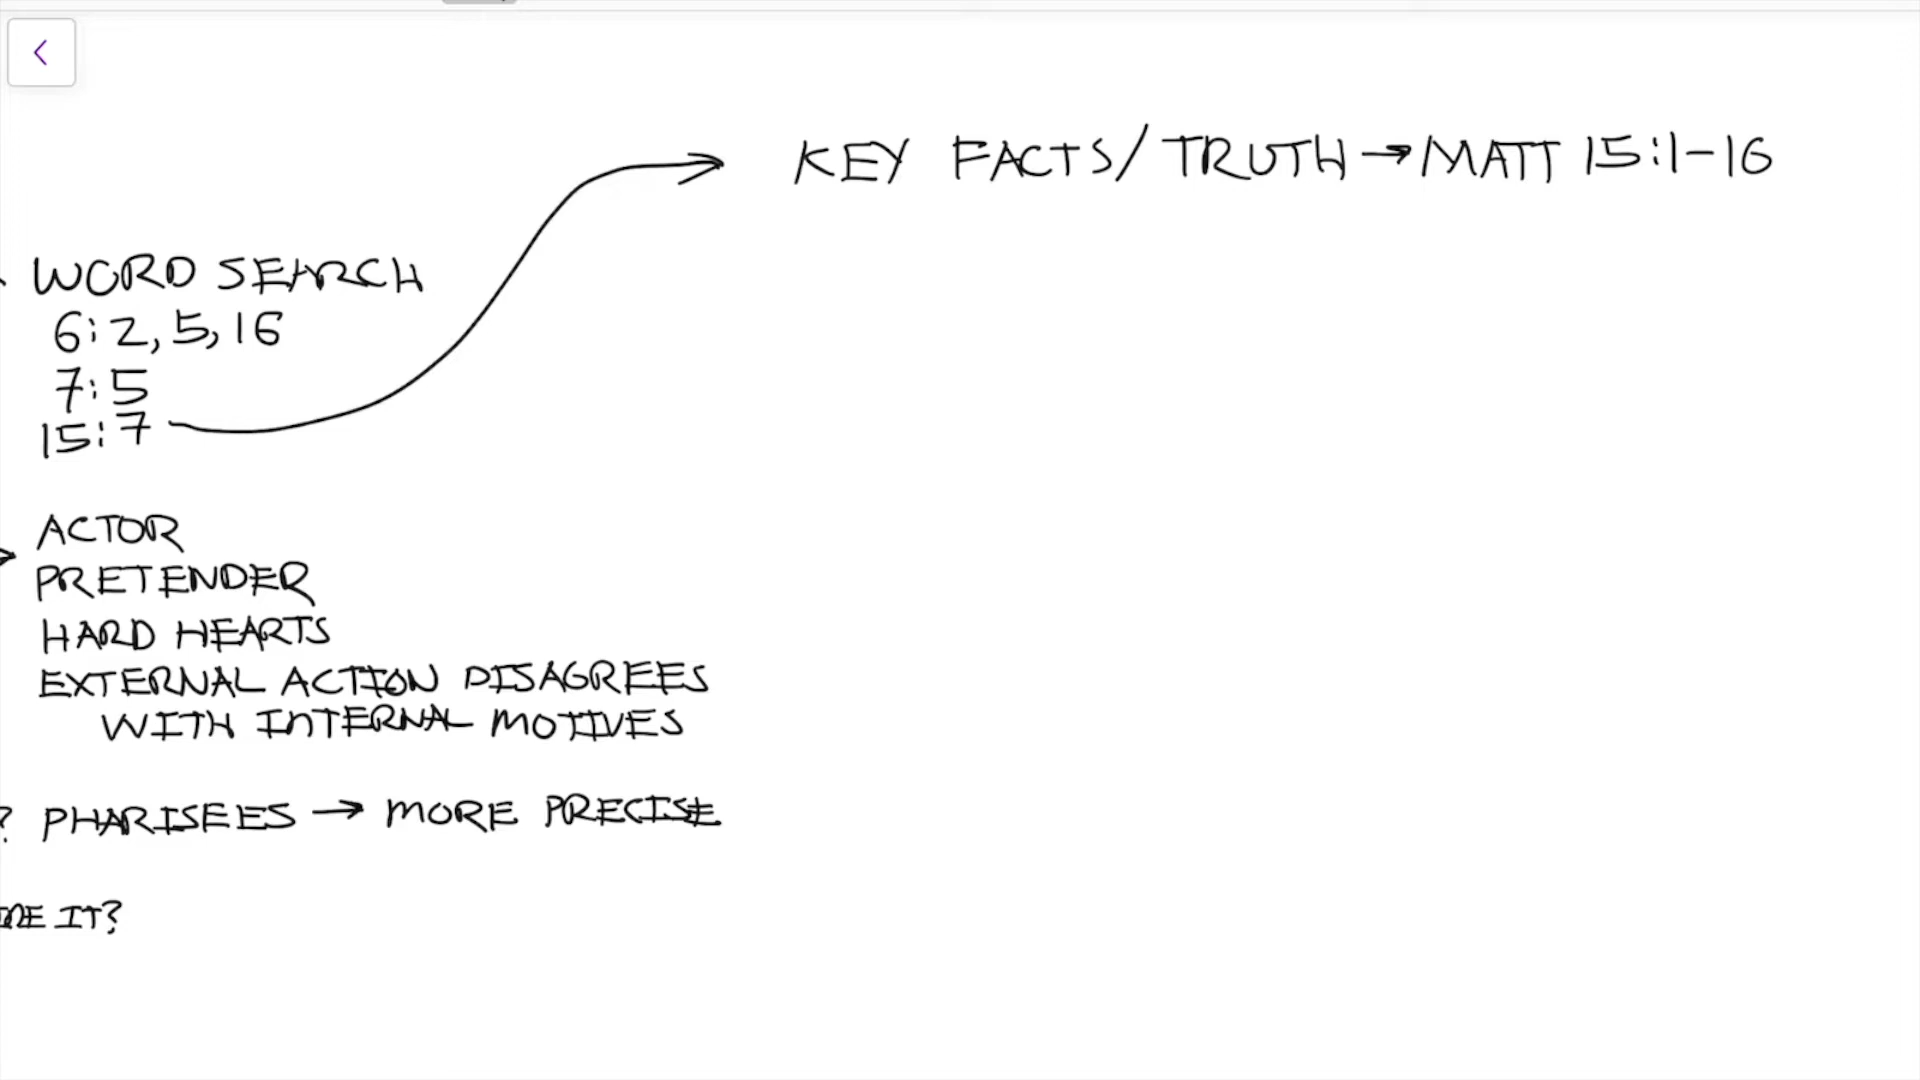 KEY FACTS/TRUTH → MATT 15:1-16
WORD SEARCH
6:2,5,16
7:5
15:7
ACTOR
PRETENDER
HARD HEARTS
EXTERNAL ACTION DISAGREES
WITH INTERNAL MOTIVES
? PHARISEES → MORE PRECISE
IT?